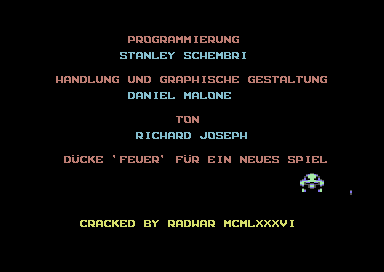 PROGRAMMIERUNG
STANLEY SCHEMBRI
HANDLUNG UND GRAPHISCHE GESTALTUNG
DANIEL MALONE
TON
RICHARD JOSEPH
DÜCKE 'FEUER' FÜR EIN NEUES SPIEL
CRACKED BY RADWAR MCMLXXXVI